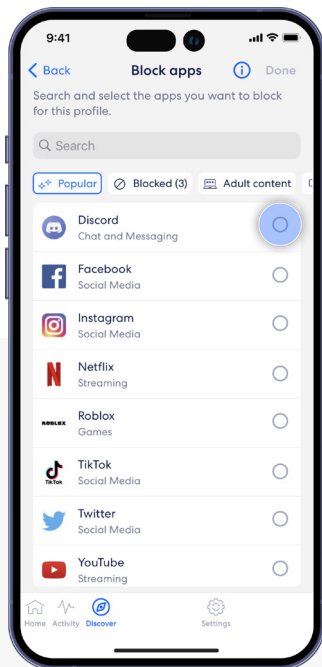 9:41
Back
Block apps
Done
Search and select the apps you want to block
for this profile.
Search
Popular
Blocked (3)
Adult content
Discord
Chat and Messaging
Facebook
Social Media
Instagram
Social Media
Netflix
Streaming
ROBLOX
Roblox
Games
TikTok
TikTok
Social Media
Twitter
Social Media
YouTube
Streaming
Home Activity Discover Settings